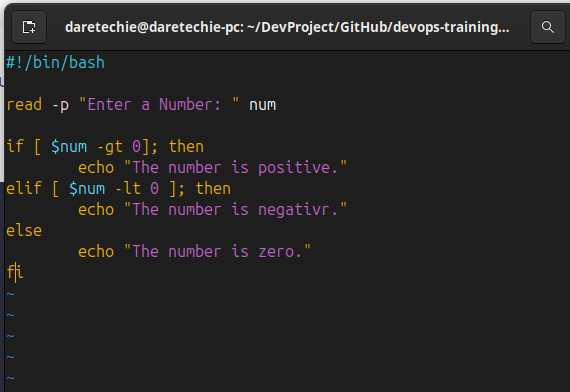 daretechie@daretechie-pc: ~/DevProject/GitHub/devops-training...
#!/bin/bash
read -p "Enter a Number: " num
if [ $num -gt 0]; then
echo "The number is positive."
elif [ $num -lt 0 ]; then
echo "The number is negativr."
else
echo "The number is zero."
fi
~
~
~
~
~